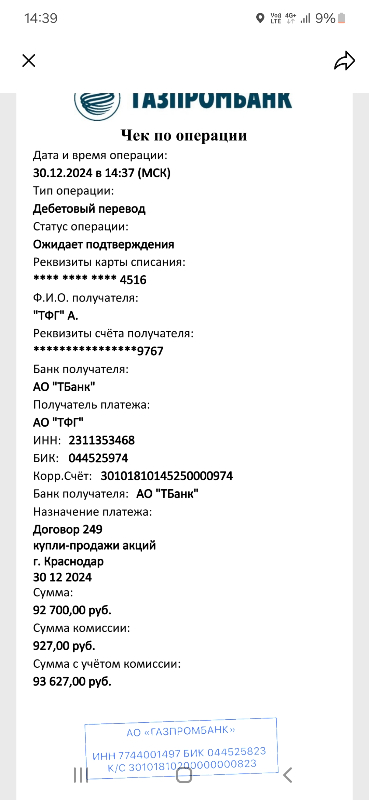 14:39
Vo) 4G+
LTE
9%
ГАЗПРОМБАНК
Чек по операции
Дата и время операции:
30.12.2024 в 14:37 (МСК)
Тип операции:
Дебетовый перевод
Статус операции:
Ожидает подтверждения
Реквизиты карты списания:
**** **** **** 4516
Ф.И.О. получателя:
"ТФГ" А.
Реквизиты счёта получателя:
****************9767
Банк получателя:
АО "ТБанк"
Получатель платежа:
АО "ТФГ"
ИНН: 2311353468
БИК: 044525974
Корр.Счёт: 30101810145250000974
Банк получателя: АО "ТБанк"
Назначение платежа:
Договор 249
купли-продажи акций
г. Краснодар
30 12 2024
Сумма:
92 700,00 руб.
Сумма комиссии:
927,00 руб.
Сумма с учётом комиссии:
93 627,00 руб.
АО «ГАЗПРОМБАНК»
ИНН 7744001497 БИК 044525823
К/С 30101810200000000823